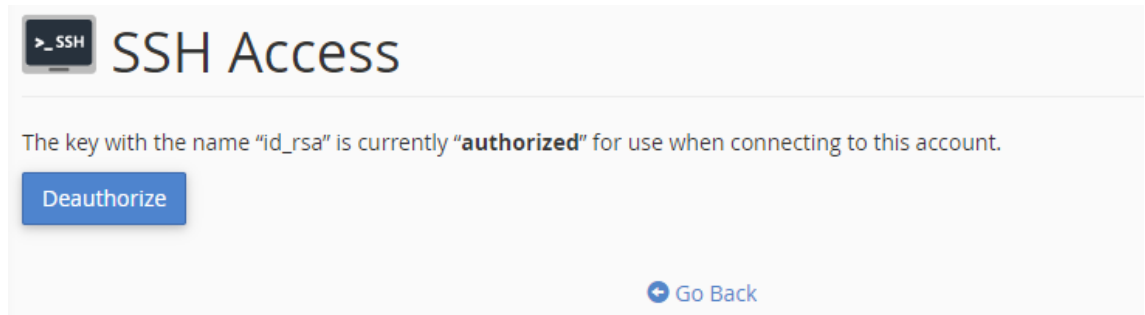 >_ SSH
SSH Access
The key with the name “id_rsa” is currently “authorized” for use when connecting to this account.
Deauthorize
Go Back